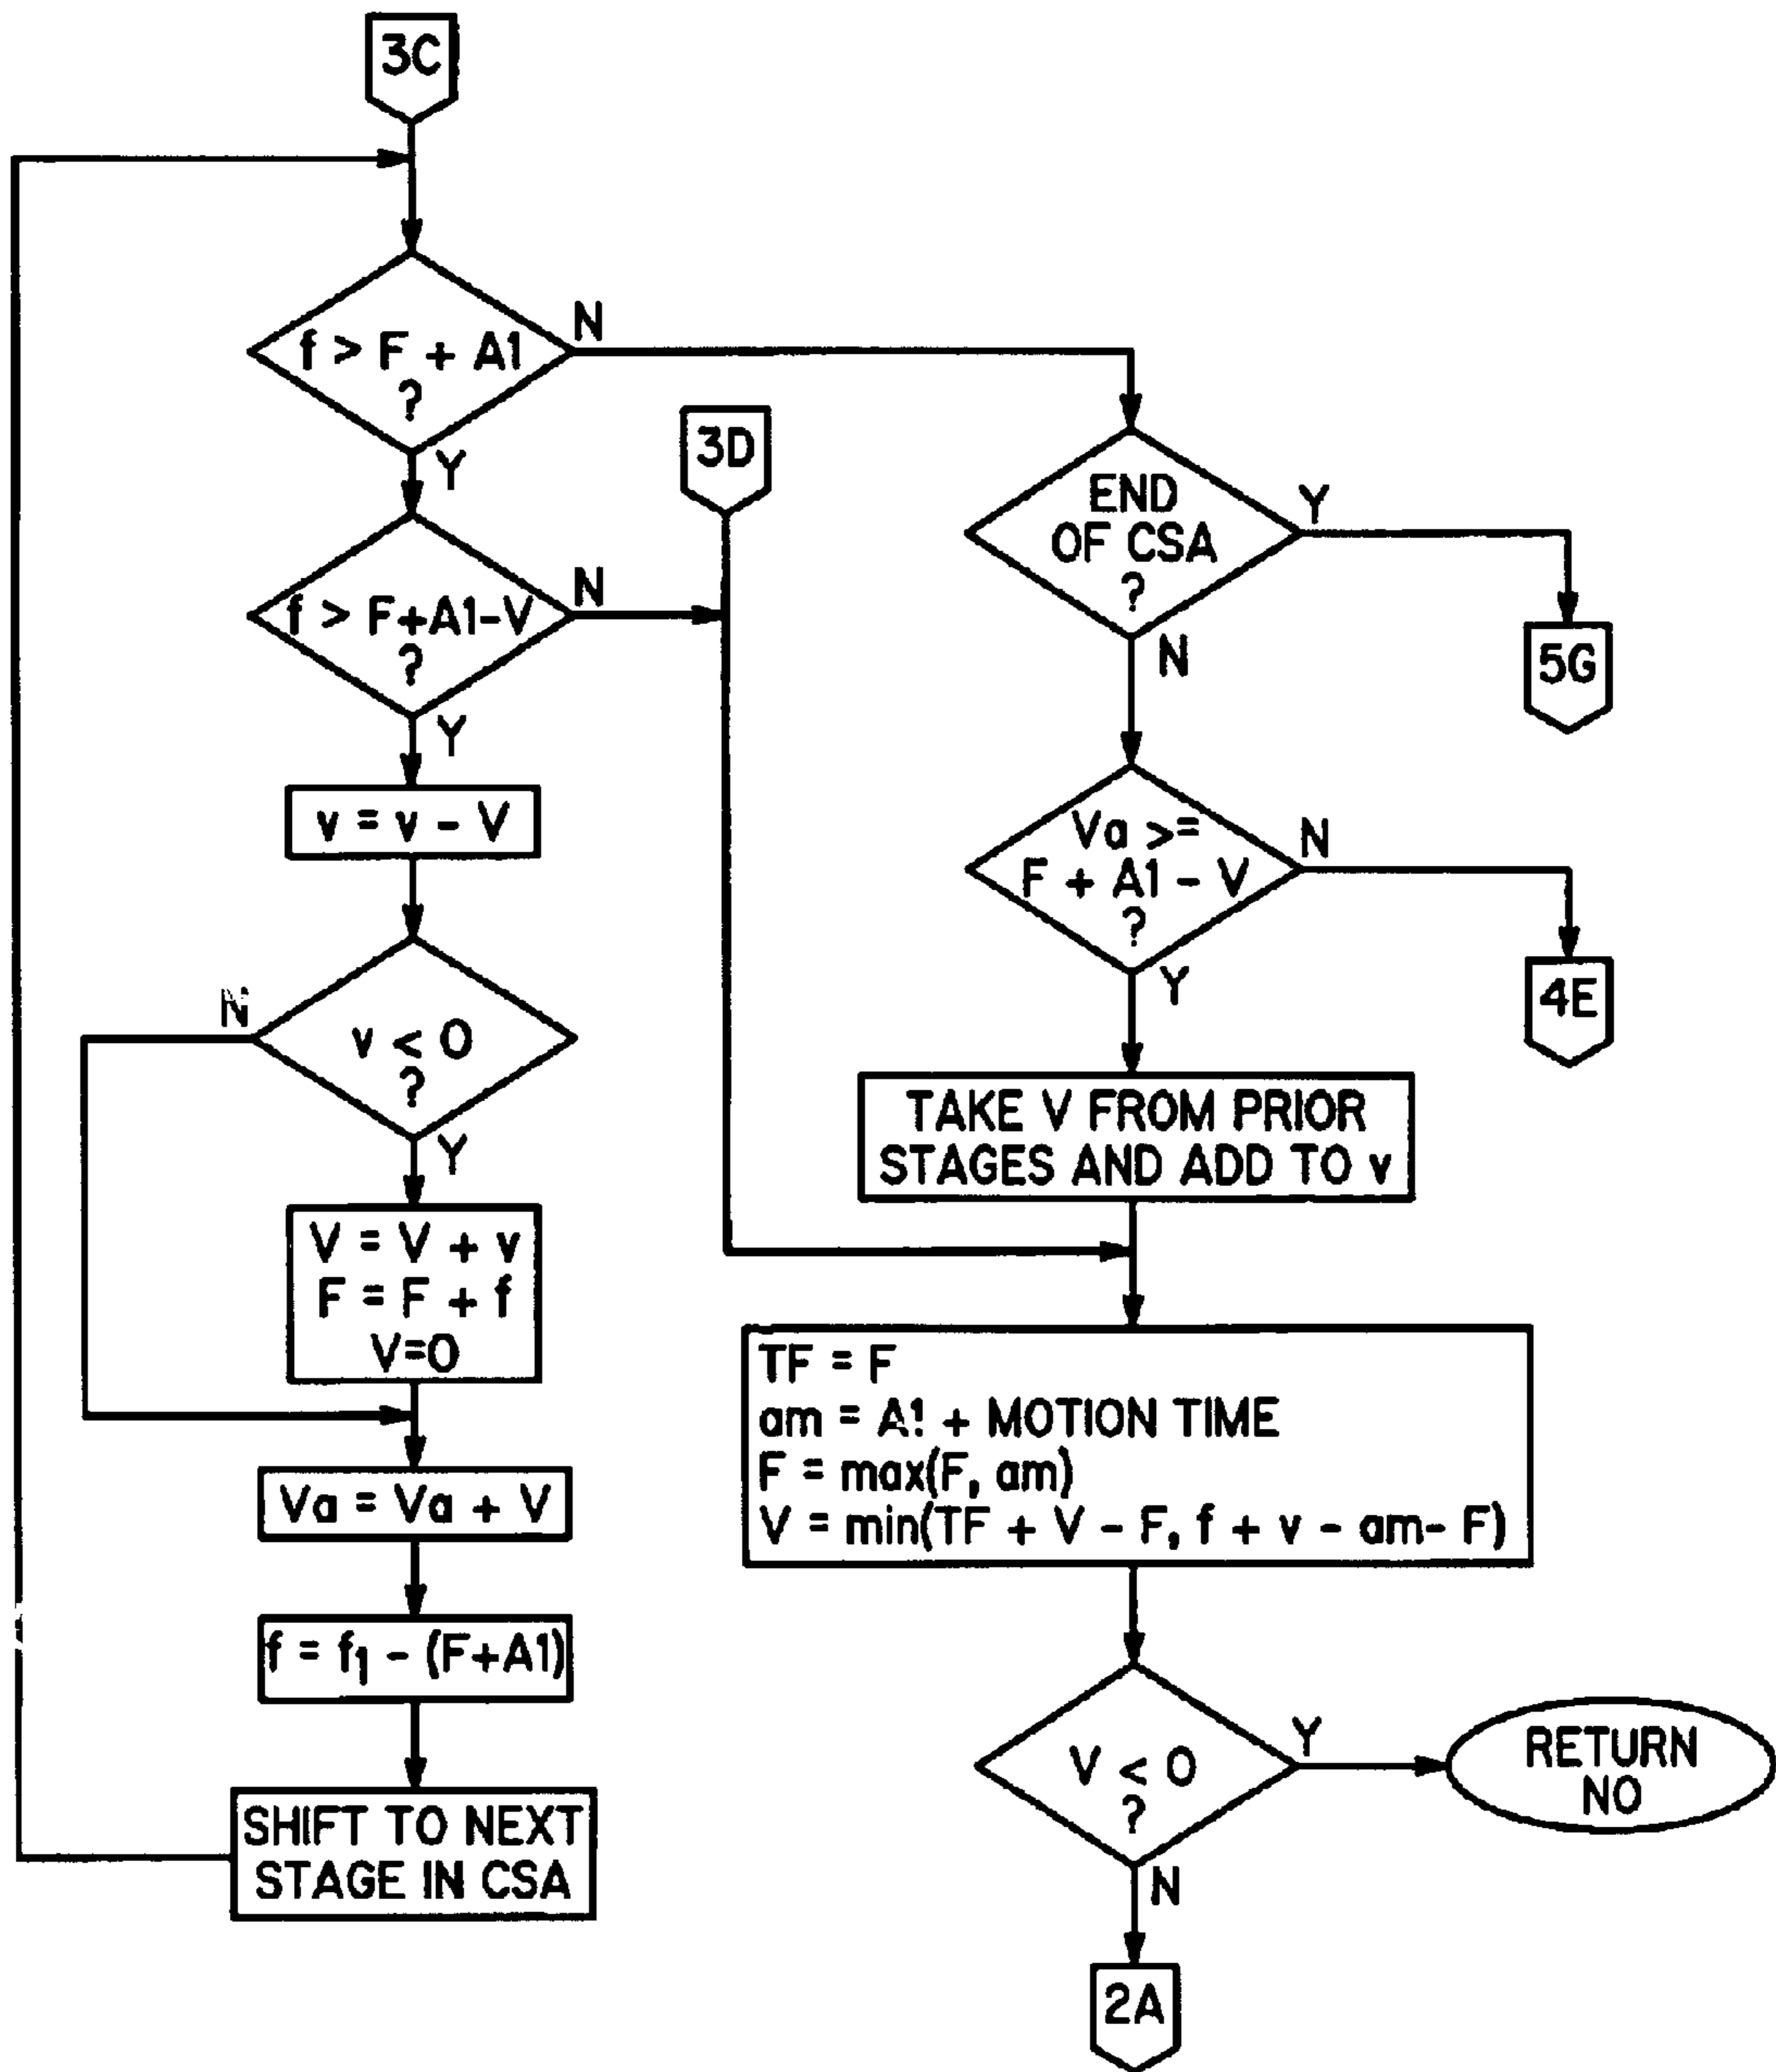 3C
f > F + A1
?
N
Y
3D
f > F+A1-V
?
N
Y
v = v - V
v < 0
?
N
Y
V = V + v
F = F + f
V=0
Va = Va + V
f = f₁ - (F+A1)
SHIFT TO NEXT
STAGE IN CSA
END
OF CSA
?
Y
N
5G
Va >=
F + A1 - V
?
N
Y
4E
TAKE V FROM PRIOR
STAGES AND ADD TO v
TF = F
am = A1 + MOTION TIME
F = max(F, am)
V = min(TF + V - F, f + v - am- F)
V < 0
?
Y
N
RETURN
NO
2A